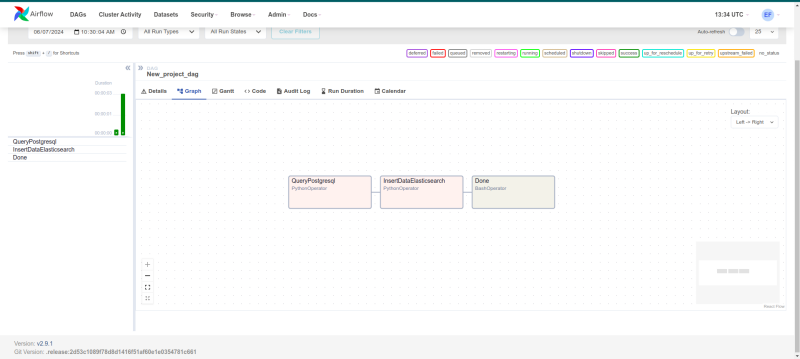 Airflow
DAGs
Cluster Activity
Datasets
Security
Browse
Admin
Docs
13:34 UTC
EF
06/07/2024
10:30:04 AM
All Run Types
All Run States
Clear Filters
Auto-refresh
25
Press shift + / for Shortcuts
deferred failed queued removed restarting running scheduled shutdown skipped success up_for_reschedule up_for_retry upstream_failed no_status
DAG
New_project_dag
Details
Graph
Gantt
Code
Audit Log
Run Duration
Calendar
Duration
00:00:03
00:00:01
00:00:00
QueryPostgresql
InsertDataElasticsearch
Done
Layout:
Left -> Right
QueryPostgresql
PythonOperator
InsertDataElasticsearch
PythonOperator
Done
BashOperator
React Flow
Version: v2.9.1
Git Version: .release:2d53c1089f78d8d1416f51af60e1e0354781c661